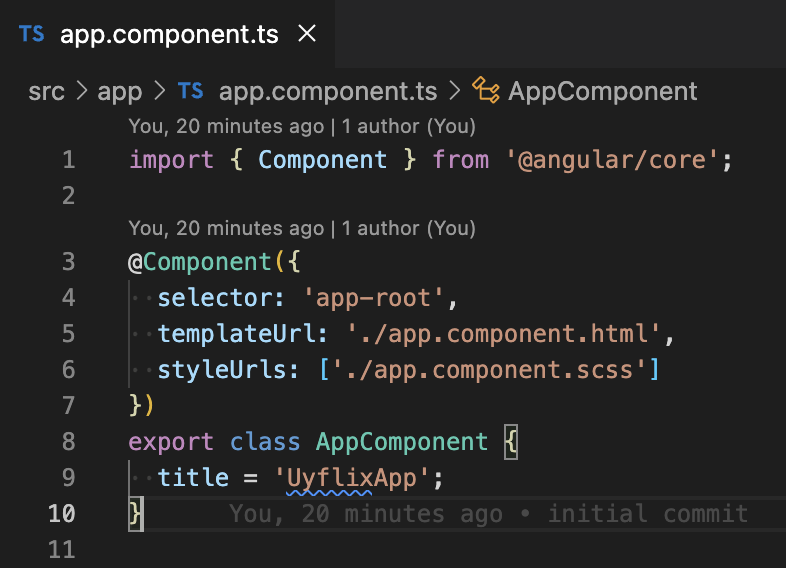 TS app.component.ts ×
src > app > TS app.component.ts > AppComponent
You, 20 minutes ago | 1 author (You)
1 import { Component } from '@angular/core';
2
You, 20 minutes ago | 1 author (You)
3 @Component({
4 selector: 'app-root',
5 templateUrl: './app.component.html',
6 styleUrls: ['./app.component.scss']
7 })
8 export class AppComponent {
9 title = 'UyflixApp';
10 } You, 20 minutes ago • initial commit
11